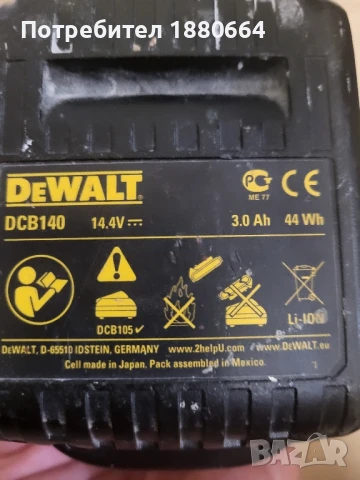 Потребител 1880664
DEWALT
DCB140 14.4V 3.0 Ah 44 Wh
PG
ME 77
CE
DCB105 ✔
Li-ION
DEWALT, D-65510 IDSTEIN, GERMANY www.2helpU.com www.DEWALT.eu
Cell made in Japan. Pack assembled in Mexico.
BAZAR